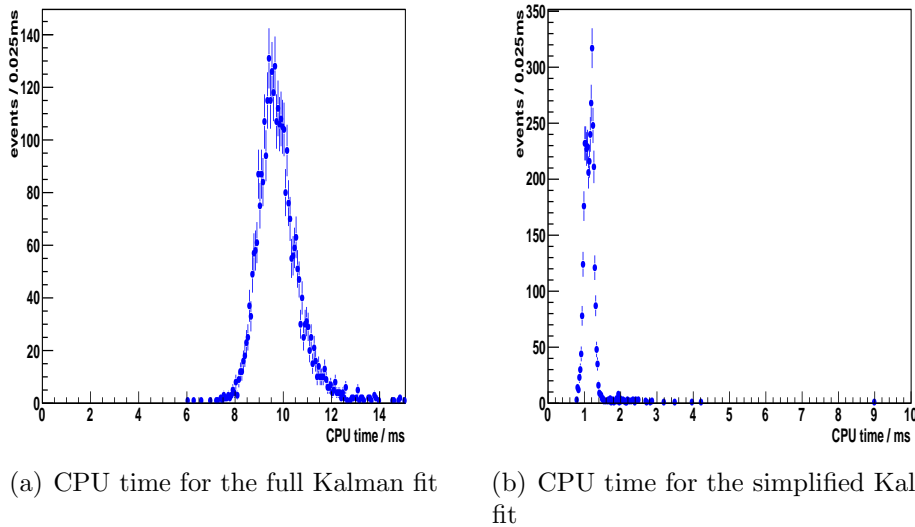 events / 0.025ms
140
120
100
80
60
40
20
0
0 2 4 6 8 10 12 14
CPU time / ms
events / 0.025ms
350
300
250
200
150
100
50
0
0 1 2 3 4 5 6 7 8 9 10
CPU time / ms
(a) CPU time for the full Kalman fit
(b) CPU time for the simplified Kal
fit